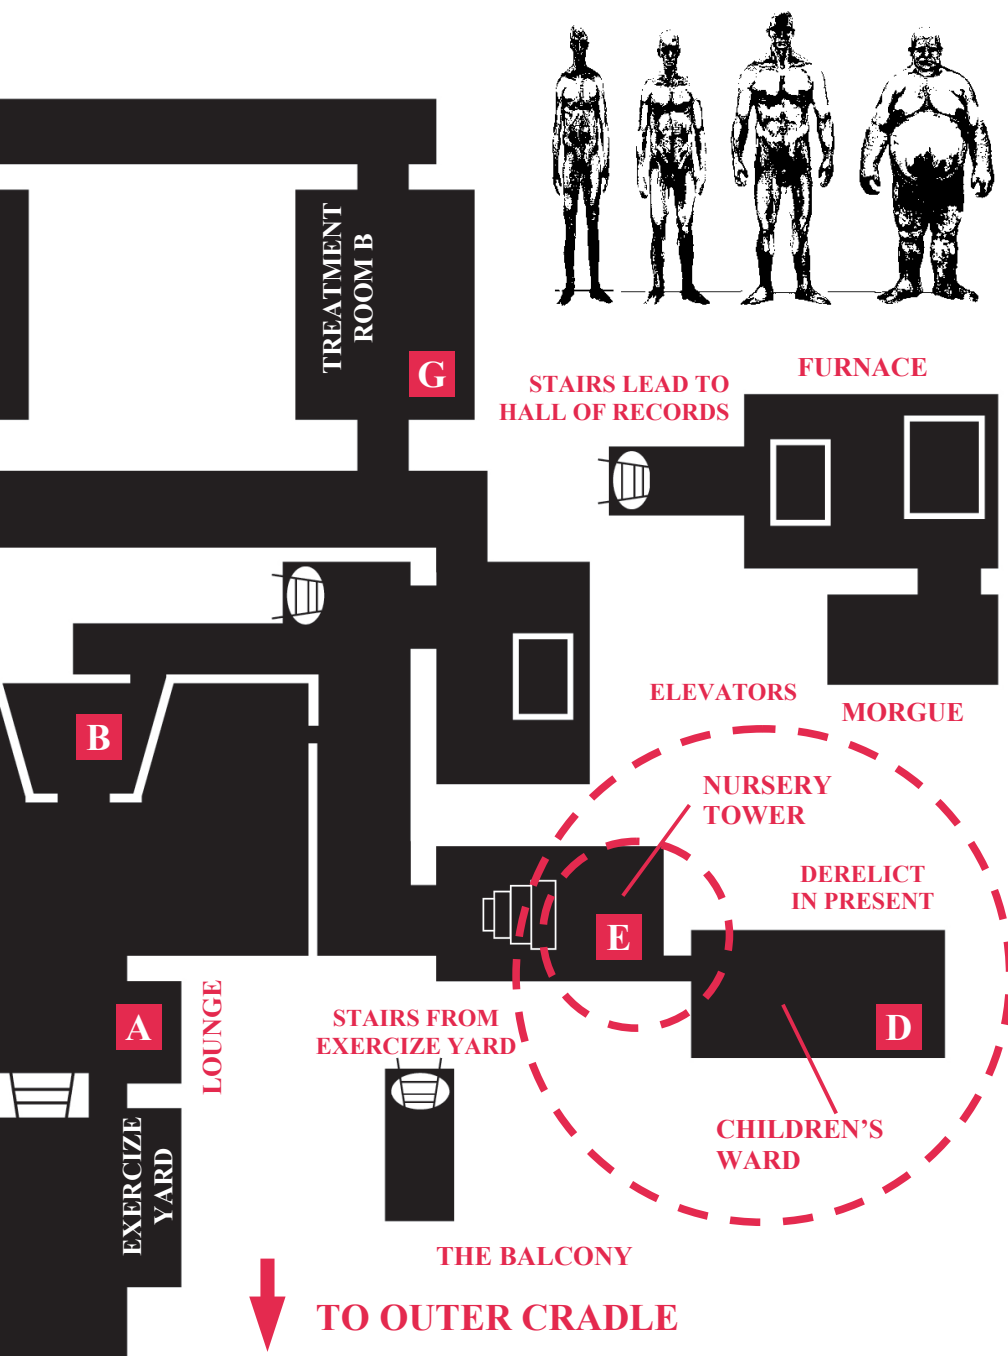 TREATMENT
ROOM B
G
STAIRS LEAD TO
HALL OF RECORDS
FURNACE
MORGUE
ELEVATORS
B
NURSERY
TOWER
DERELICT
IN PRESENT
E
D
A
LOUNGE
STAIRS FROM
EXERCIZE YARD
CHILDREN'S
WARD
EXERCIZE
YARD
THE BALCONY
TO OUTER CRADLE